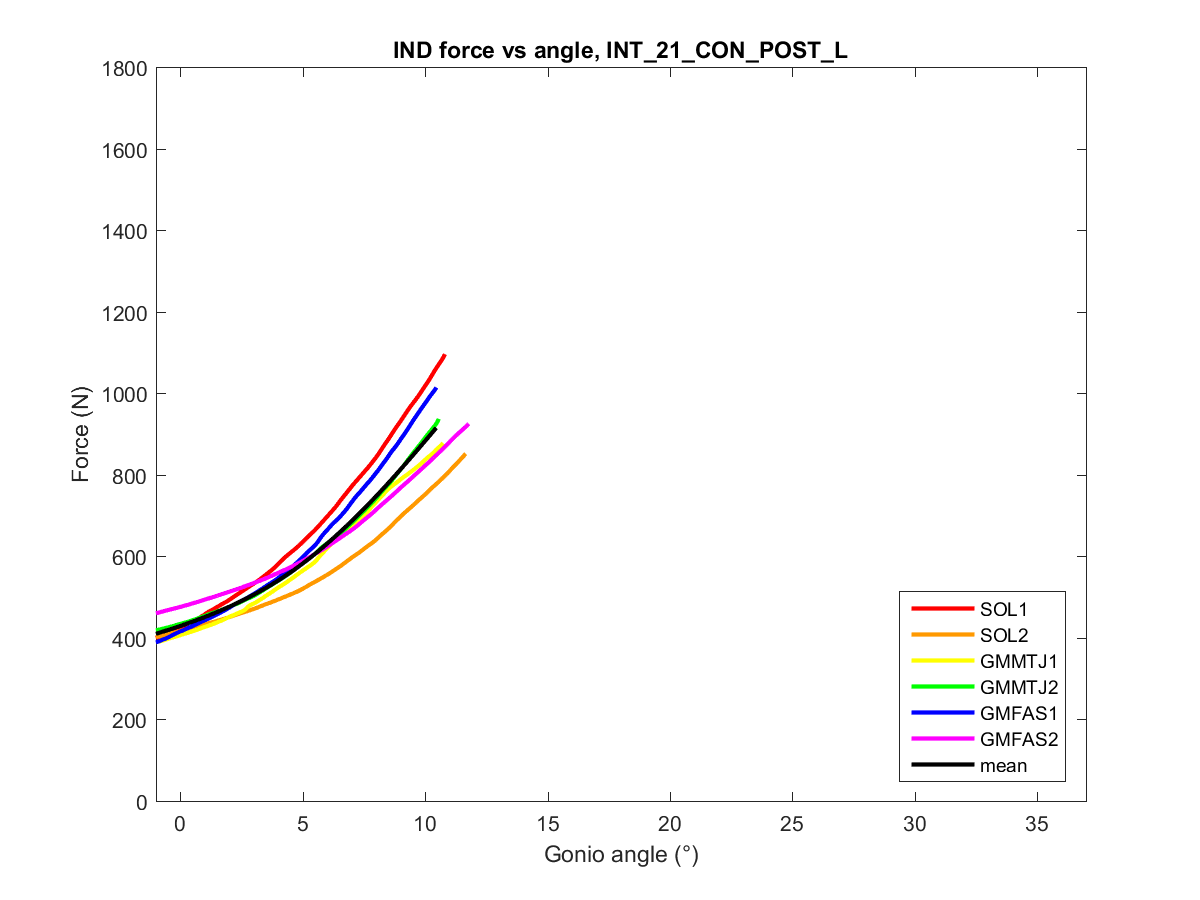 IND force vs angle, INT_21_CON_POST_L
1800
1600
1400
1200
1000
800
600
400
200
0
Force (N)
0 5 10 15 20 25 30 35
Gonio angle (°)
SOL1
SOL2
GMMTJ1
GMMTJ2
GMFAS1
GMFAS2
mean